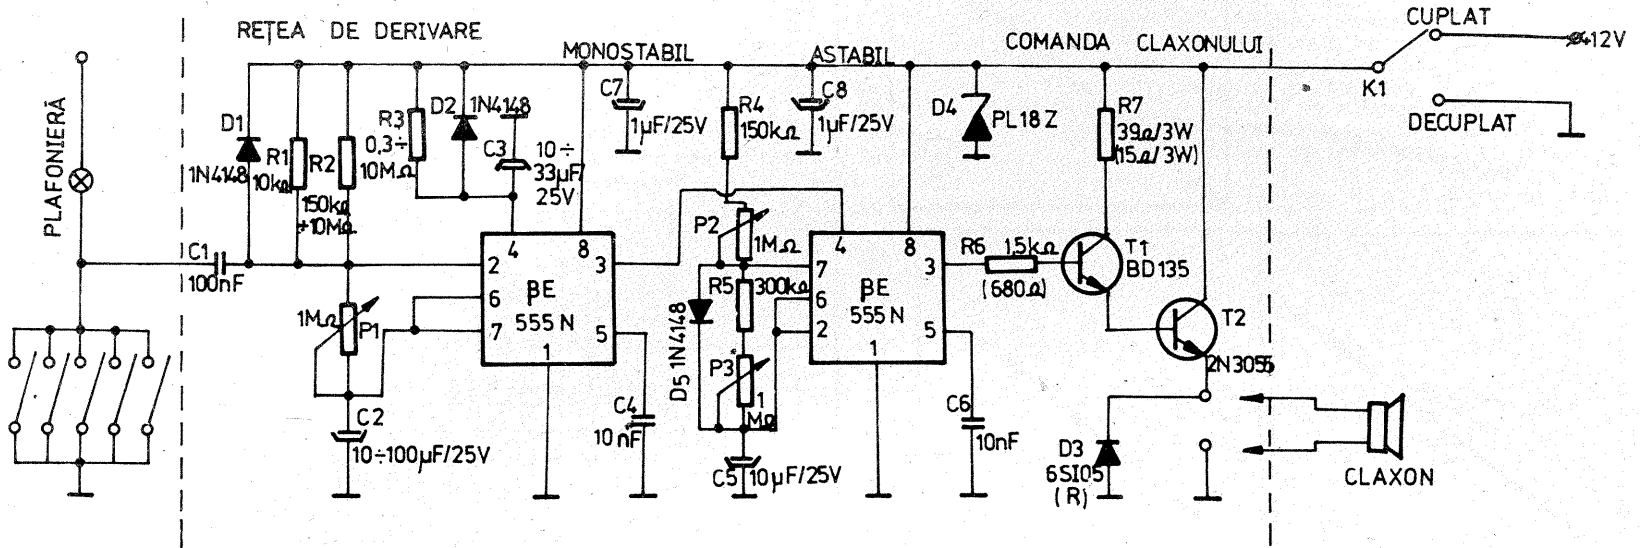 REȚEA DE DERIVARE
MONOSTABIL
ASTABIL
COMANDA CLAXONULUI
CUPLAT
+12V
K1
DECUPLAT
PLAFONIERĂ
D1
1N4148
R1
10kΩ
R2
150kΩ
÷10MΩ
R3
0,3÷
10MΩ
D2
1N4148
C3
10÷
33µF/
25V
C7
1µF/25V
R4
150kΩ
C8
1µF/25V
D4
PL18Z
R7
39Ω/3W
(15Ω/3W)
C1
100nF
1MΩ
P1
C2
10÷100µF/25V
4
8
2
3
6
7
5
1
βE
555N
C4
10nF
P2
1MΩ
R5
300kΩ
D5 1N4148
P3
1
MΩ
C5
10µF/25V
4
8
7
3
6
2
5
1
βE
555N
R6
1,5kΩ
(680Ω)
C6
10nF
T1
BD135
T2
2N3055
D3
6SI05
(R)
CLAXON